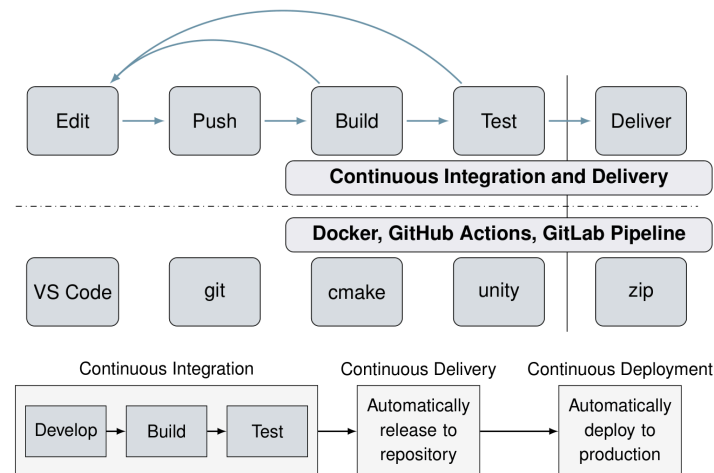 Edit
Push
Build
Test
Deliver
Continuous Integration and Delivery
Docker, GitHub Actions, GitLab Pipeline
VS Code
git
cmake
unity
zip
Continuous Integration
Continuous Delivery
Continuous Deployment
Develop
Build
Test
Automatically
release to
repository
Automatically
deploy to
production